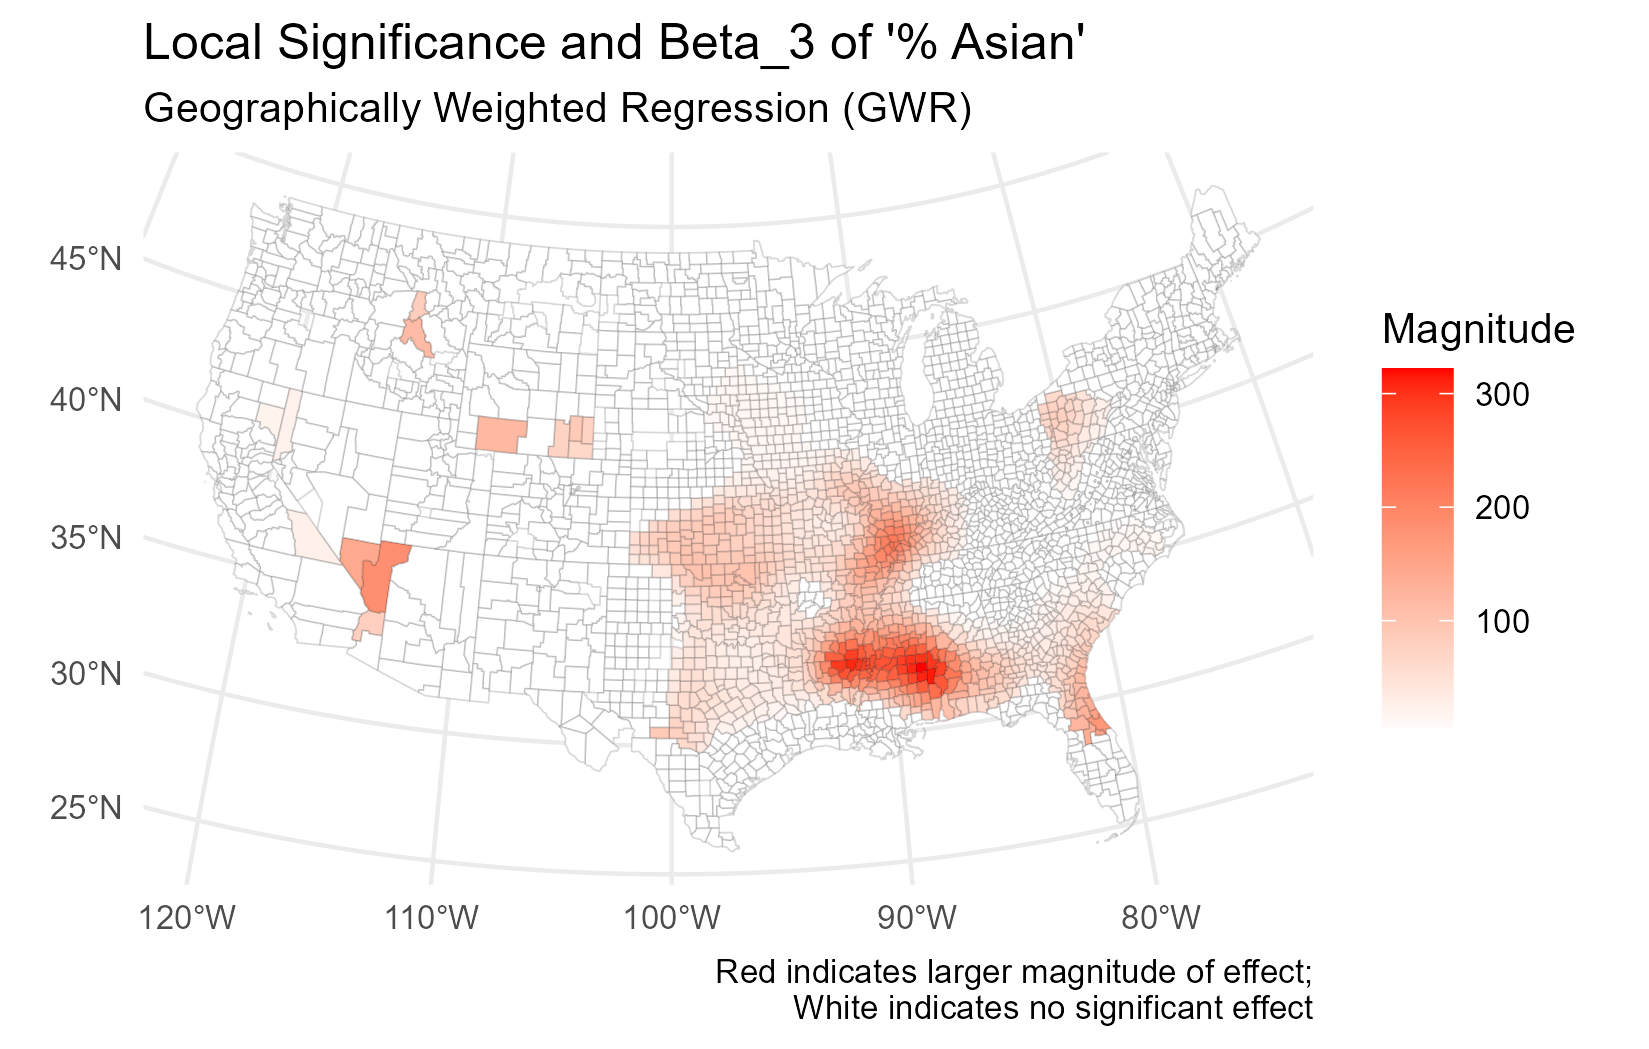 Local Significance and Beta_3 of '% Asian'
Geographically Weighted Regression (GWR)
45°N
40°N
35°N
30°N
25°N
120°W
110°W
100°W
90°W
80°W
Magnitude
300
200
100
Red indicates larger magnitude of effect;
White indicates no significant effect